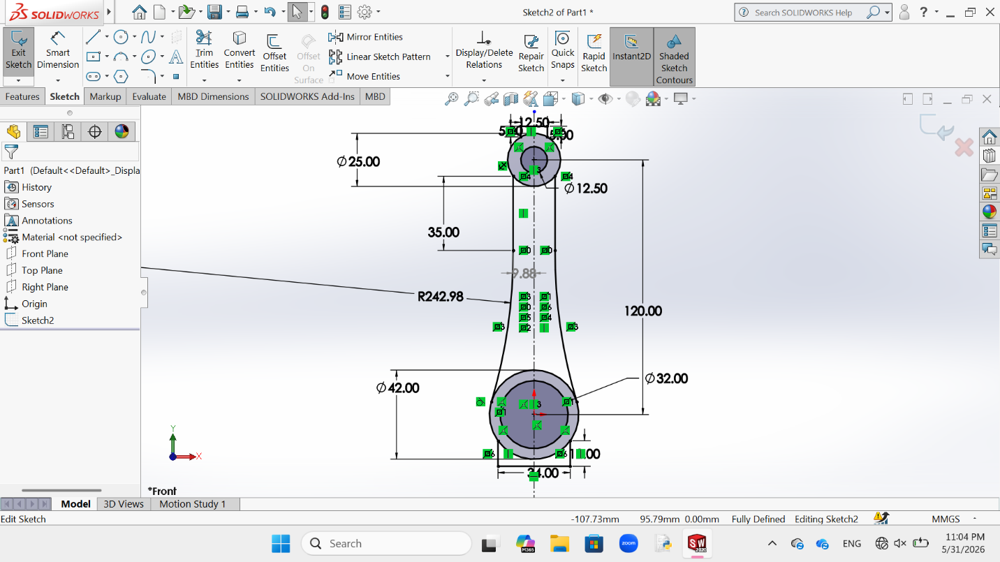 SOLIDWORKS
Sketch2 of Part1 *
Search SOLIDWORKS Help
?
Exit Sketch
Smart Dimension
Trim Entities
Convert Entities
Offset Entities
Offset On Surface
Mirror Entities
Linear Sketch Pattern
Move Entities
Display/Delete Relations
Repair Sketch
Quick Snaps
Rapid Sketch
Instant2D
Shaded Sketch Contours
Features Sketch Markup Evaluate MBD Dimensions SOLIDWORKS Add-Ins MBD
Part1 (Default<<Default>_Displa
History
Sensors
Annotations
Material <not specified>
Front Plane
Top Plane
Right Plane
Origin
Sketch2
12.50
5.00
∅25.00
∅12.50
35.00
9.88
R242.98
120.00
∅42.00
∅32.00
34.00
Y
X
*Front
Model 3D Views Motion Study 1
Edit Sketch
-107.73mm 95.79mm 0.00mm Fully Defined Editing Sketch2 MMGS -
Search
M365
zoom
SW
2020
ENG
11:04 PM
5/31/2026